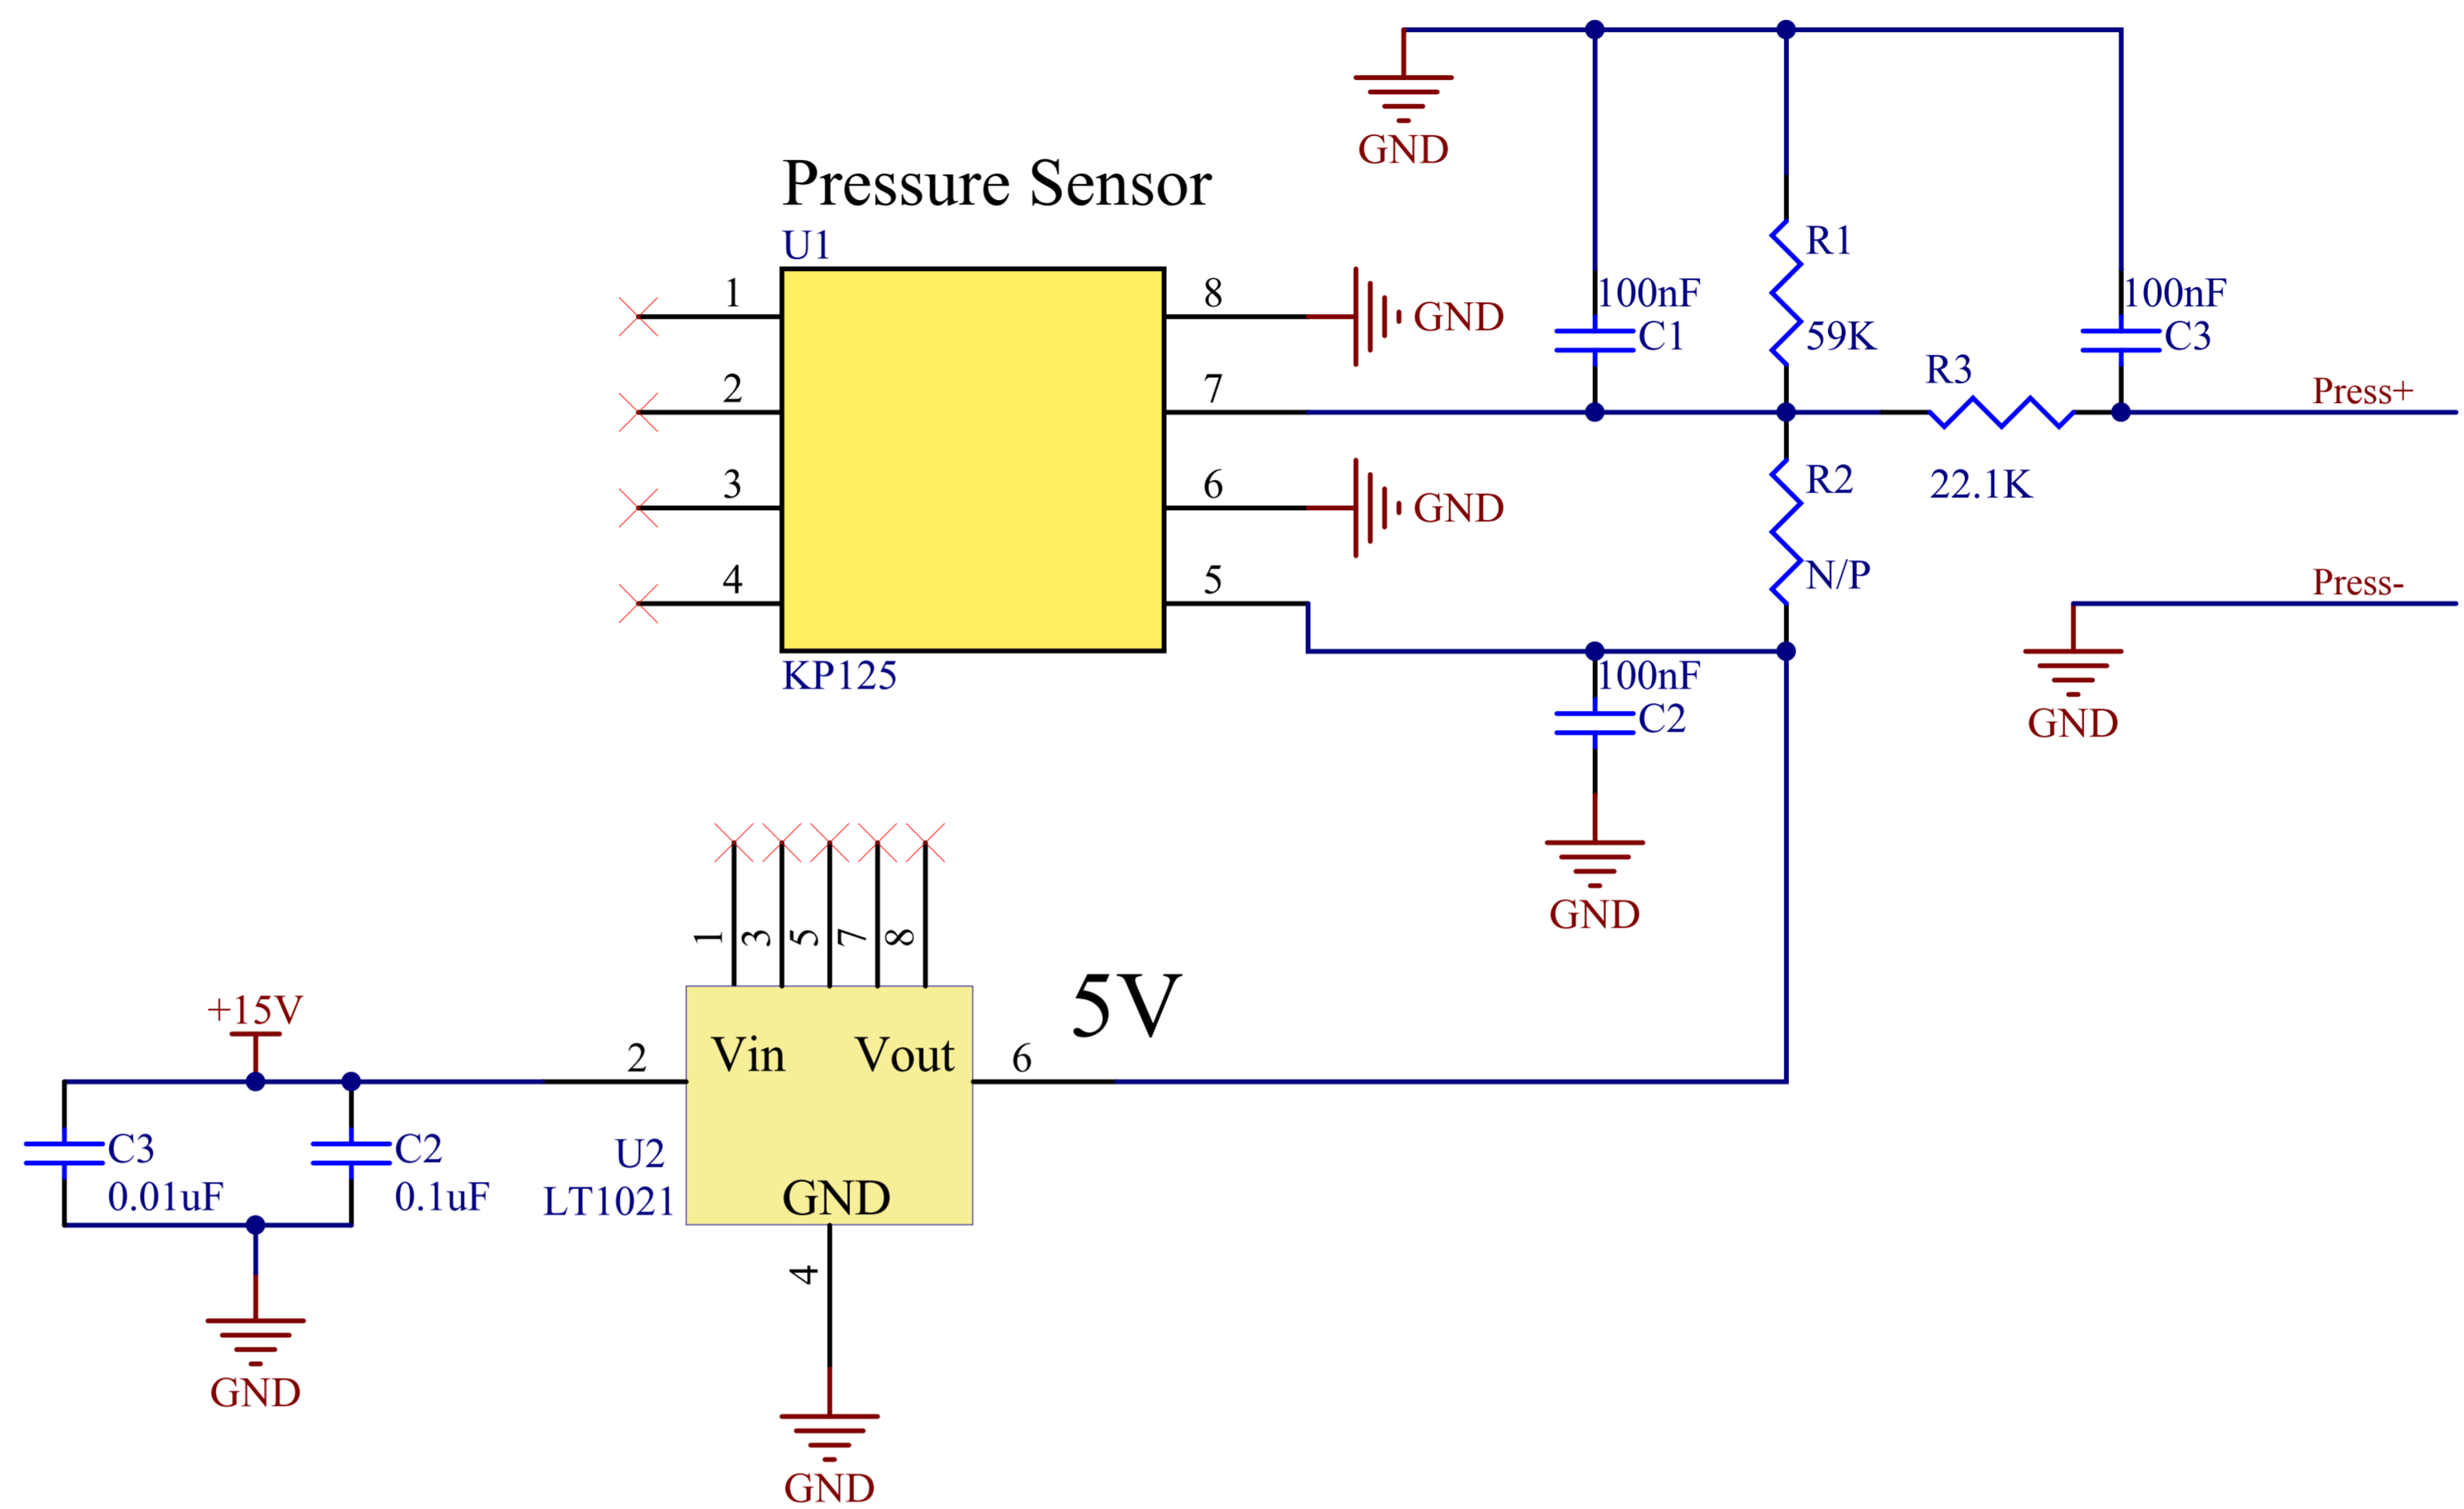 GND
Pressure Sensor
U1
1
2
3
4
8
7
6
5
KP125
GND
GND
100nF
C1
R1
59K
100nF
C3
R3
22.1K
Press+
R2
N/P
Press-
GND
100nF
C2
GND
1
3
5
7
8
5V
+15V
2
Vin
Vout
6
C3
0.01uF
C2
0.1uF
U2
LT1021
GND
4
GND
GND